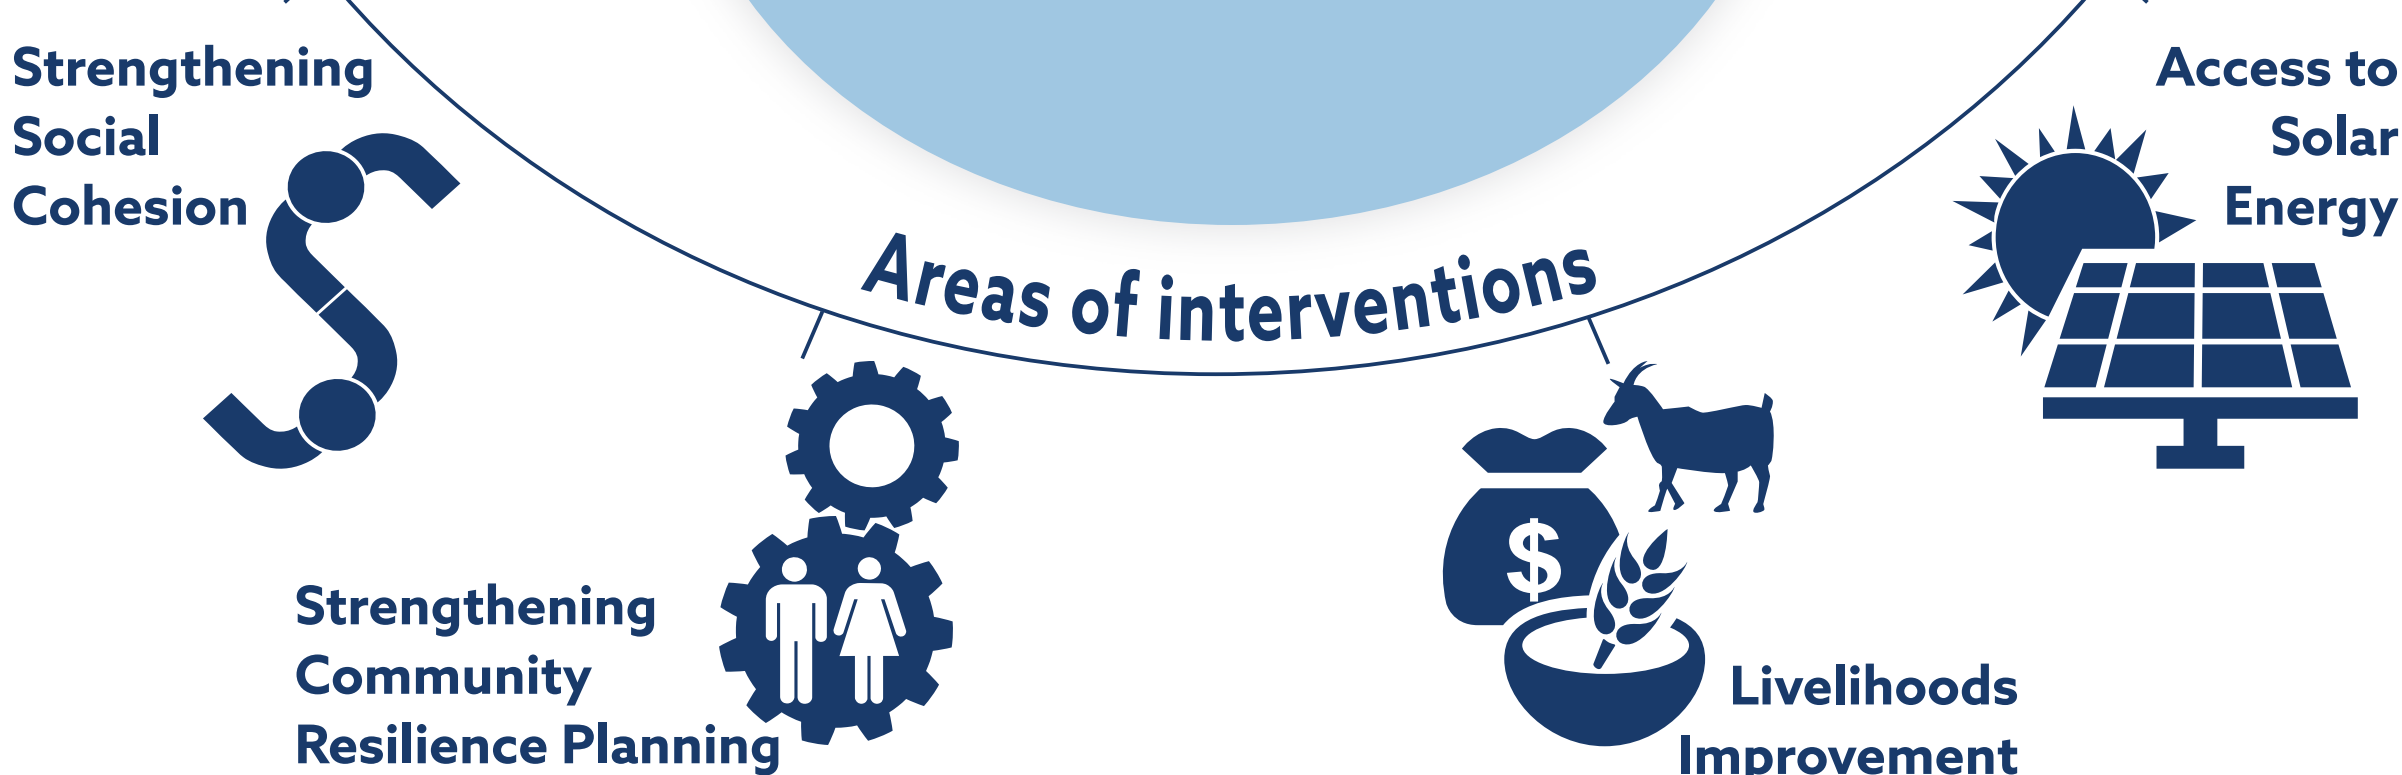 Strengthening
Social
Cohesion
Access to
Solar
Energy
Areas of interventions
$
Strengthening
Community
Resilience Planning
Livelihoods
Improvement